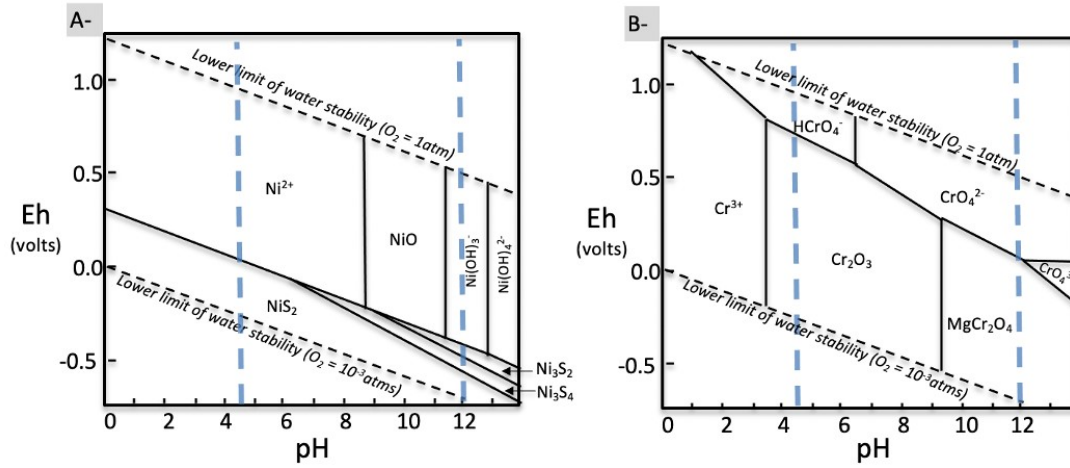 A-
Lower limit of water stability (O2 = 1atm)
1.0
0.5
0.0
-0.5
Eh
(volts)
Ni2+
NiO
Ni(OH)3-
Ni(OH)42-
NiS2
Lower limit of water stability (O2 = 10-3atms)
Ni3S2
Ni3S4
0 2 4 6 8 10 12
pH
B-
Lower limit of water stability (O2 = 1atm)
1.0
0.5
0.0
-0.5
Eh
(volts)
HCrO4-
CrO42-
Cr3+
Cr2O3
CrO43
MgCr2O4
Lower limit of water stability (O2 = 10-3atms)
0 2 4 6 8 10 12
pH